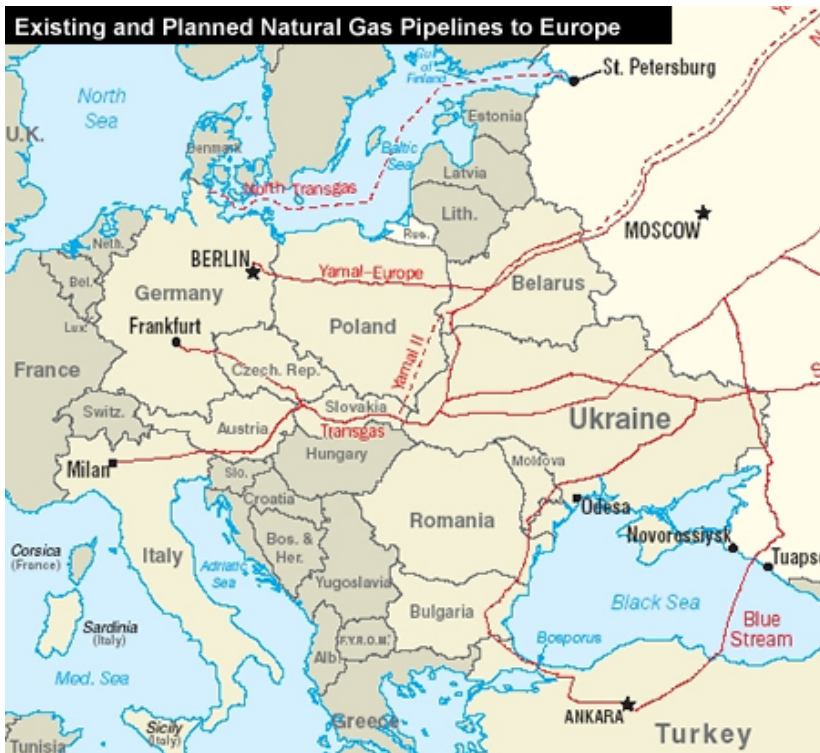 Existing and Planned Natural Gas Pipelines to Europe
North
Sea
Gulf
of
Finland
St. Petersburg
U.K.
Estonia
Denmark
Baltic
Sea
Latvia
North Transgas
Lith.
Rus.
MOSCOW
Neth.
BERLIN
Yamal-Europe
Belarus
Bel.
Germany
Poland
Lux.
Frankfurt
Yamal II
France
Czech. Rep.
Slovakia
Switz.
Austria
Transgas
Ukraine
Hungary
Milan
Moldova
Slo.
Croatia
Odesa
Romania
Bos. &
Her.
Novorossiysk
Corsica
(France)
Italy
Adriatic
Sea
Tuapse
Yugoslavia
Bulgaria
Black Sea
Blue
Stream
Sardinia
(Italy)
F.Y.R.O.M.
Bosporus
Alb.
Med. Sea
ANKARA
Sicily
(Italy)
Greece
Turkey
Tunisia